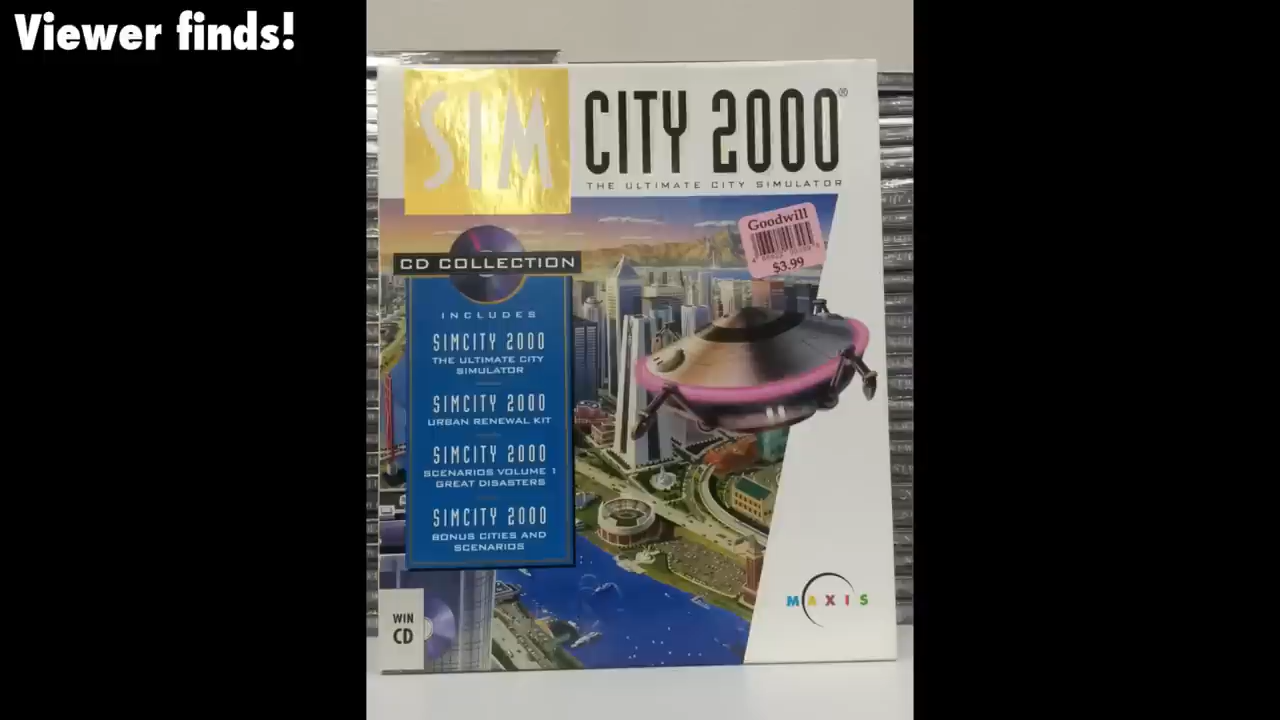 Viewer finds!
SIM CITY 2000®
THE ULTIMATE CITY SIMULATOR
Goodwill
$3.99
CD COLLECTION
INCLUDES
SIMCITY 2000
THE ULTIMATE CITY
SIMULATOR
SIMCITY 2000
URBAN RENEWAL KIT
SIMCITY 2000
SCENARIOS VOLUME 1
GREAT DISASTERS
SIMCITY 2000
BONUS CITIES AND
SCENARIOS
MAXIS
WIN
CD